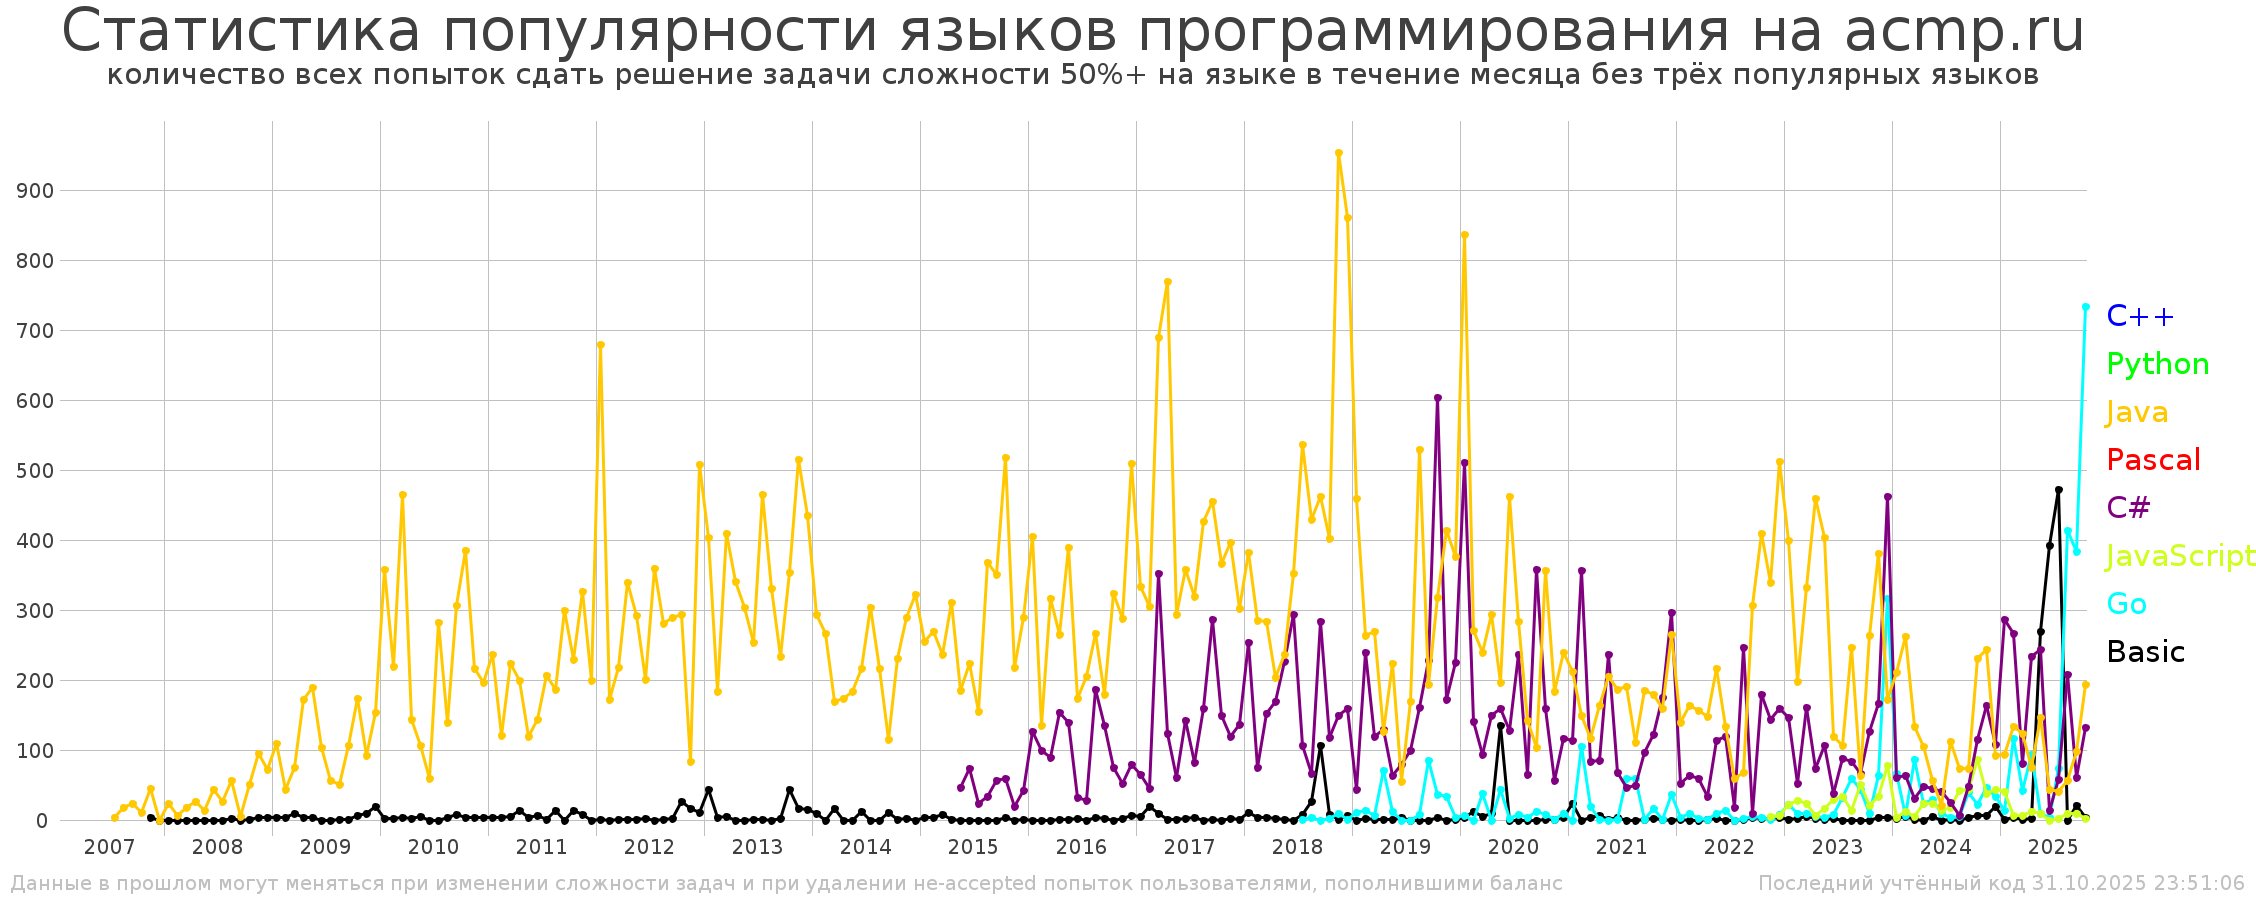 Статистика популярности языков программирования на acmp.ru
количество всех попыток сдать решение задачи сложности 50%+ на языке в течение месяца без трёх популярных языков
900
800
700
600
500
400
300
200
100
0
C++
Python
Java
Pascal
C#
JavaScript
Go
Basic
2007 2008 2009 2010 2011 2012 2013 2014 2015 2016 2017 2018 2019 2020 2021 2022 2023 2024 2025
Данные в прошлом могут меняться при изменении сложности задач и при удалении не-accepted попыток пользователями, пополнившими баланс
Последний учтённый код 31.10.2025 23:51:06